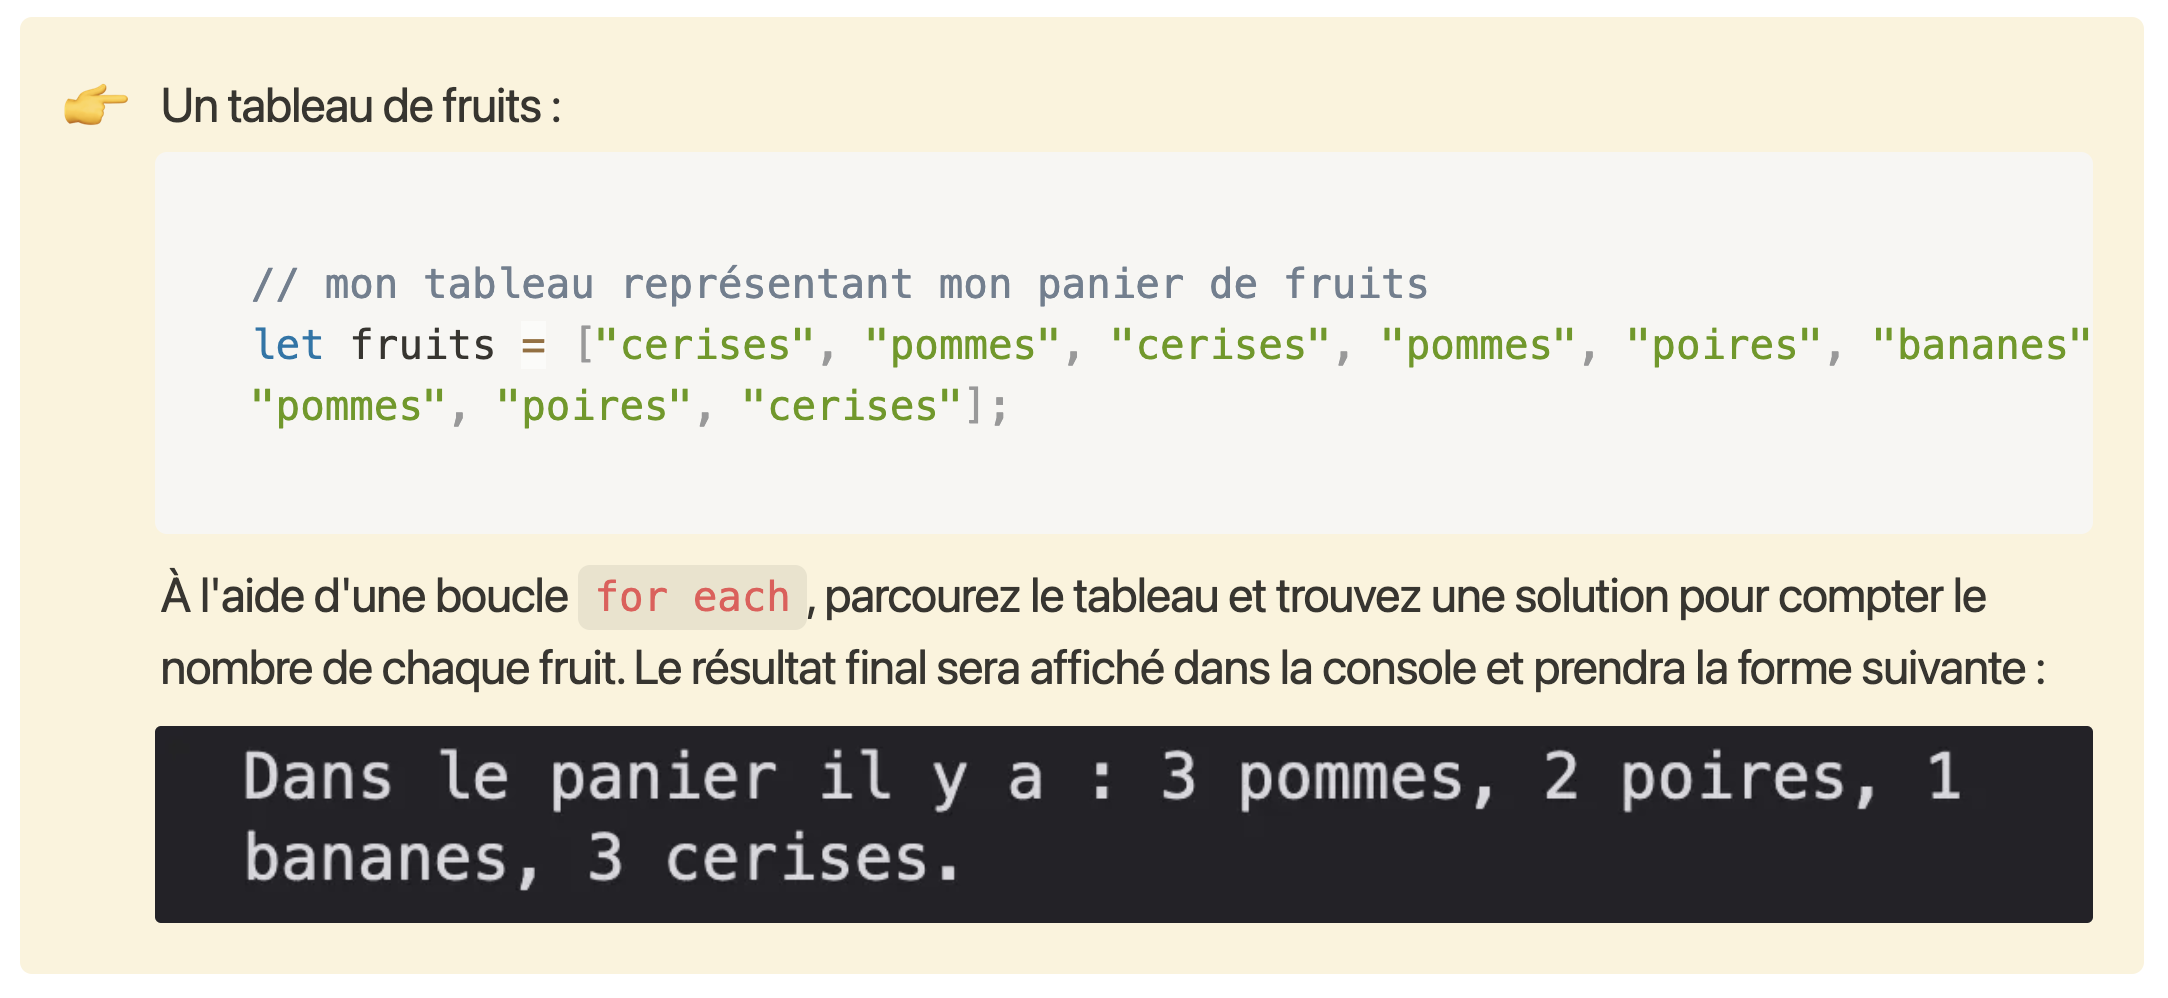 Un tableau de fruits :
// mon tableau représentant mon panier de fruits
let fruits = ["cerises", "pommes", "cerises", "pommes", "poires", "bananes"
"pommes", "poires", "cerises"];
À l'aide d'une boucle for each, parcourez le tableau et trouvez une solution pour compter le
nombre de chaque fruit. Le résultat final sera affiché dans la console et prendra la forme suivante :
Dans le panier il y a : 3 pommes, 2 poires, 1
bananes, 3 cerises.